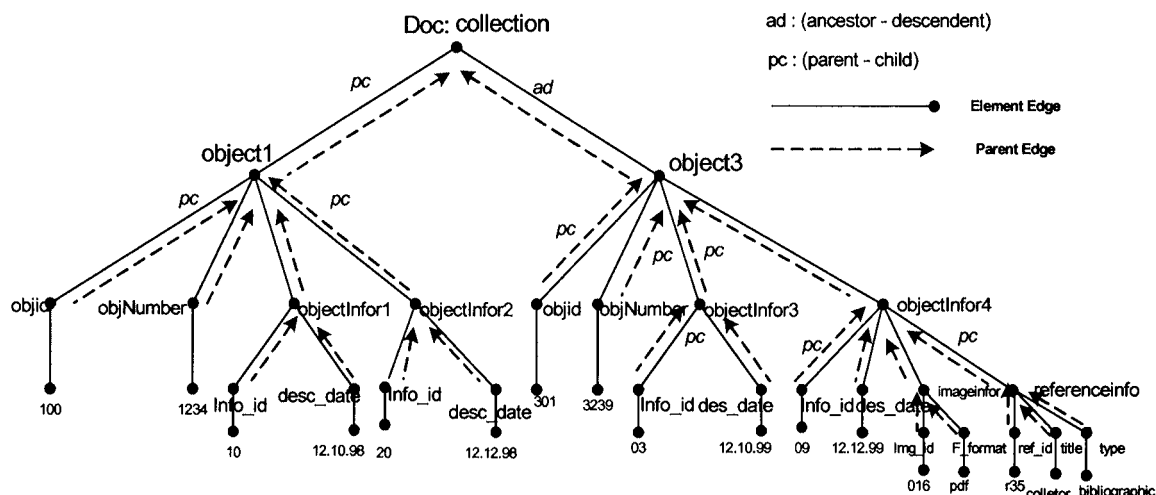 Doc: collection
ad : (ancestor - descendent)
pc : (parent - child)
Element Edge
Parent Edge
pc
ad
object1
object3
pc
pc
pc
pc
pc
objid
objNumber
objectInfor1
objectInfor2
objid
objNumber
objectInfor3
objectInfor4
pc
pc
pc
100
1234
Info_id
desc_date
Info_id
desc_date
301
3239
Info_id
des_date
Info_id
des_date
imageinfor
referenceinfo
10
12.10.98
20
12.12.98
03
12.10.99
09
12.12.99
Img_id
F_format
ref_id
title
type
016
pdf
r35
colletor
bibliographic